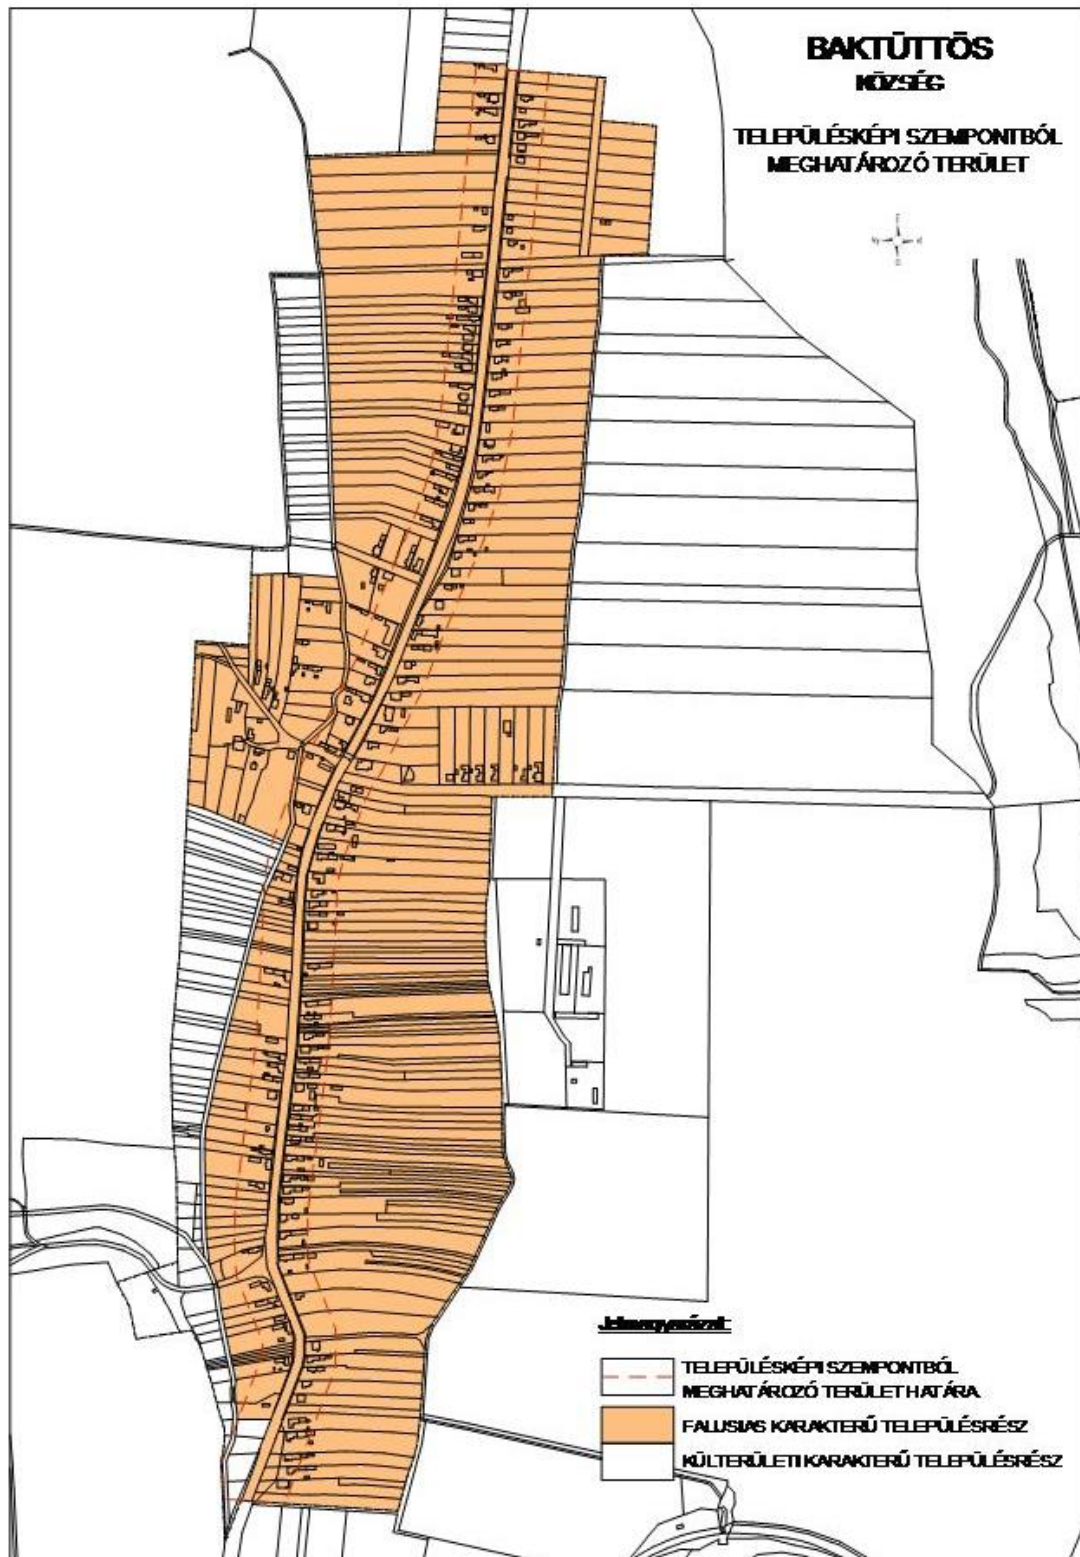 BAKTÜTTÖS
KÖZSÉG
TELEPÜLÉSKÉPI SZEMPONTBÓL
MEGHATÁROZÓ TERÜLET
Jelmagyarázat:
TELEPÜLÉSKÉPI SZEMPONTBÓL
MEGHATÁROZÓ TERÜLET HATÁRA
FALUSIAS KARAKTERŰ TELEPÜLÉSRÉSZ
KÜLTERÜLETI KARAKTERŰ TELEPÜLÉSRÉSZ